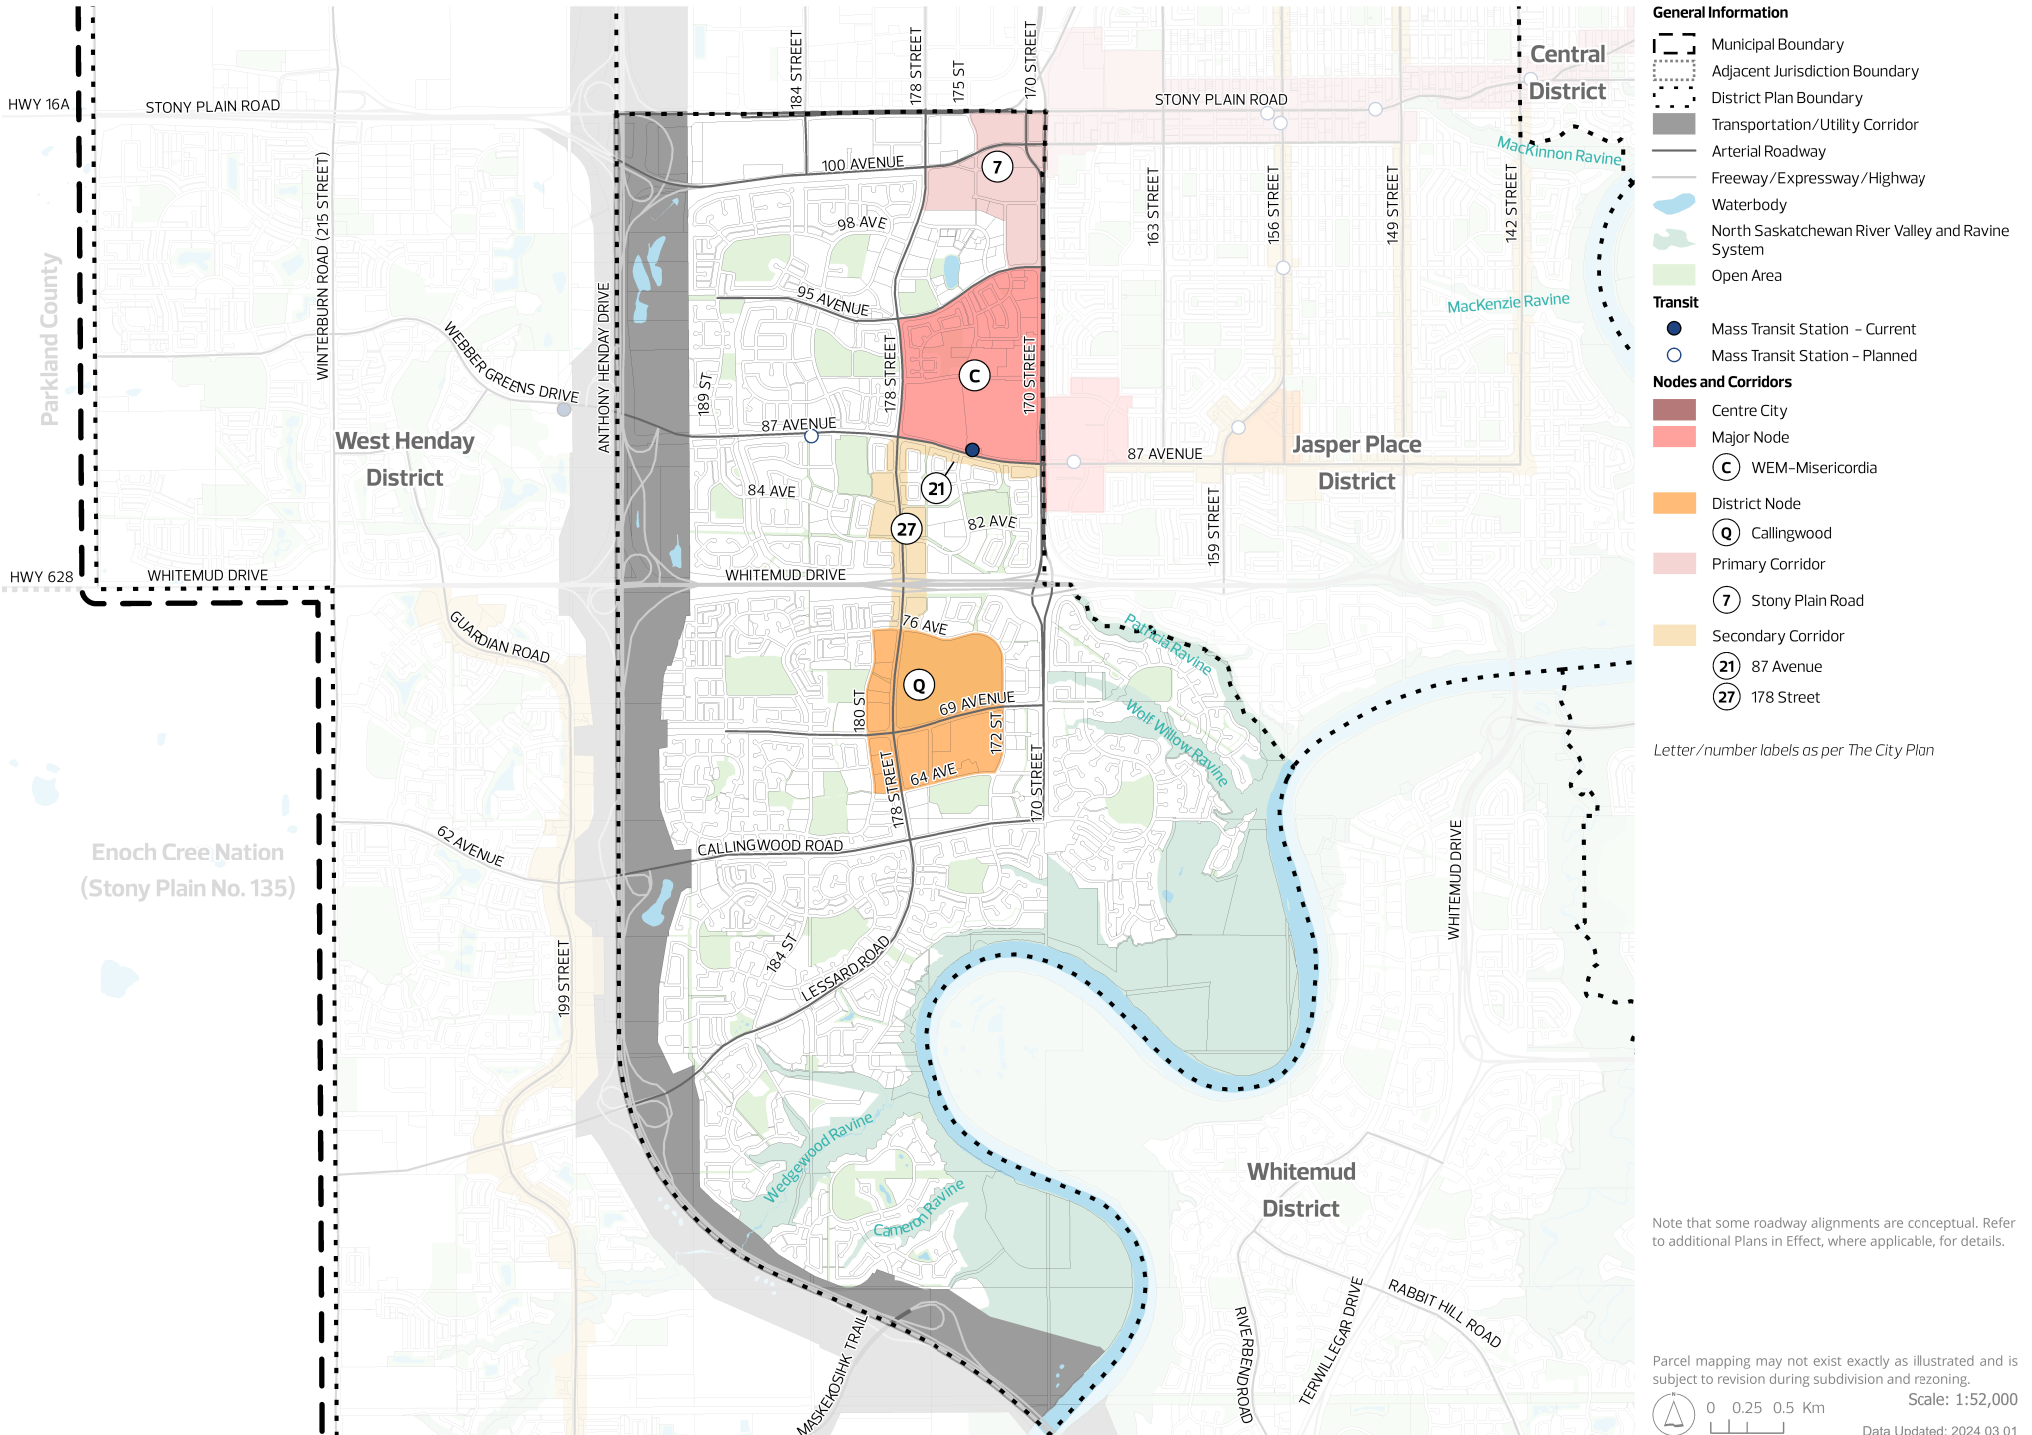 General Information
Municipal Boundary
Adjacent Jurisdiction Boundary
District Plan Boundary
Transportation/Utility Corridor
Arterial Roadway
Freeway/Expressway/Highway
Waterbody
North Saskatchewan River Valley and Ravine
System
Open Area
Transit
Mass Transit Station - Current
Mass Transit Station - Planned
Nodes and Corridors
Centre City
Major Node
C WEM-Misericordia
District Node
Q Callingwood
Primary Corridor
7 Stony Plain Road
Secondary Corridor
21 87 Avenue
27 178 Street
Letter/number labels as per The City Plan
Note that some roadway alignments are conceptual. Refer
to additional Plans in Effect, where applicable, for details.
Parcel mapping may not exist exactly as illustrated and is
subject to revision during subdivision and rezoning.
N
0 0.25 0.5 Km
Scale: 1:52,000
Data Updated: 2024 03 01
HWY 16A
STONY PLAIN ROAD
184 STREET
178 STREET
175 ST
170 STREET
STONY PLAIN ROAD
Central
District
MacKinnon Ravine
100 AVENUE
7
98 AVE
163 STREET
156 STREET
149 STREET
142 STREET
WINTERBURN ROAD (215 STREET)
Parkland County
ANTHONY HENDAY DRIVE
95 AVENUE
MacKenzie Ravine
WEBBER GREENS DRIVE
189 ST
178 STREET
C
170 STREET
87 AVENUE
87 AVENUE
West Henday
District
Jasper Place
District
84 AVE
21
27
82 AVE
159 STREET
HWY 628
WHITEMUD DRIVE
WHITEMUD DRIVE
GUARDIAN ROAD
76 AVE
Patricia Ravine
180 ST
Q
69 AVENUE
172 ST
Wolf Willow Ravine
178 STREET
64 AVE
170 STREET
62 AVENUE
CALLINGWOOD ROAD
Enoch Cree Nation
(Stony Plain No. 135)
WHITEMUD DRIVE
199 STREET
184 ST
LESSARD ROAD
Wedgewood Ravine
Cameron Ravine
Whitemud
District
MASKEKOSIHK TRAIL
RIVERBEND ROAD
TERWILLEGAR DRIVE
RABBIT HILL ROAD